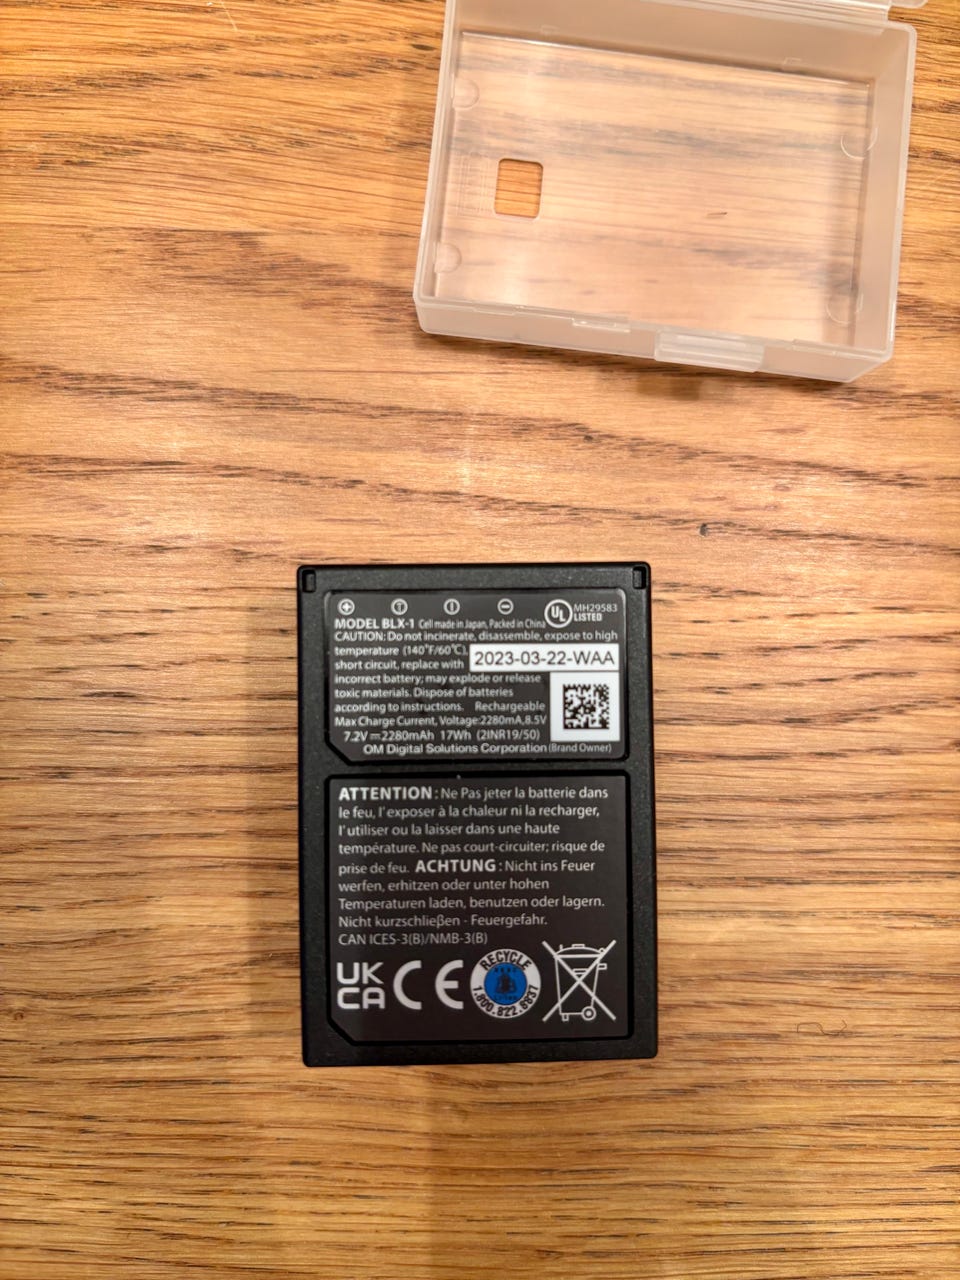 + T I −
MODEL BLX-1 Cell made in Japan, Packed in China
UL MH29583
LISTED
CAUTION: Do not incinerate, disassemble, expose to high
temperature (140°F/60°C),
short circuit, replace with
2023-03-22-WAA
incorrect battery; may explode or release
toxic materials. Dispose of batteries
according to instructions. Rechargeable
Max Charge Current, Voltage:2280mA,8.5V
7.2V⎓2280mAh 17Wh (2INR19/50)
OM Digital Solutions Corporation (Brand Owner)
ATTENTION : Ne Pas jeter la batterie dans
le feu, l'exposer à la chaleur ni la recharger,
l'utiliser ou la laisser dans une haute
température. Ne pas court-circuiter; risque de
prise de feu. ACHTUNG : Nicht ins Feuer
werfen, erhitzen oder unter hohen
Temperaturen laden, benutzen oder lagern.
Nicht kurzschließen - Feuergefahr.
CAN ICES-3(B)/NMB-3(B)
UK
CA CE
RECYCLE
1.800.822.8837